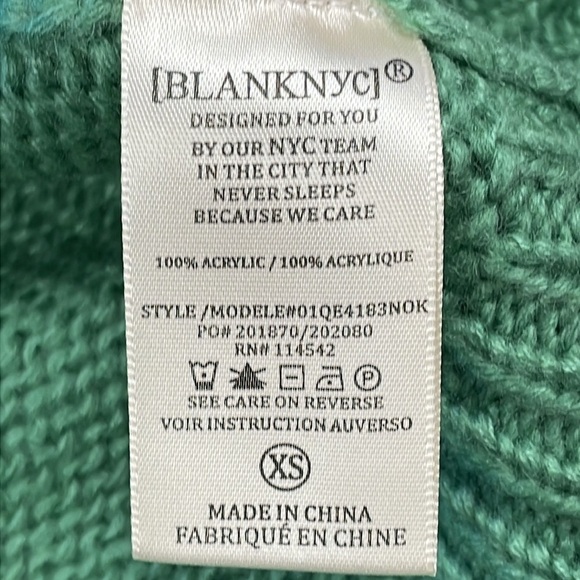 [BLANKNYC]®
DESIGNED FOR YOU
BY OUR NYC TEAM
IN THE CITY THAT
NEVER SLEEPS
BECAUSE WE CARE
100% ACRYLIC / 100% ACRYLIQUE
STYLE /MODELE#01QE4183NOK
PO# 201870/202080
RN# 114542
P
SEE CARE ON REVERSE
VOIR INSTRUCTION AUVERSO
XS
MADE IN CHINA
FABRIQUÉ EN CHINE